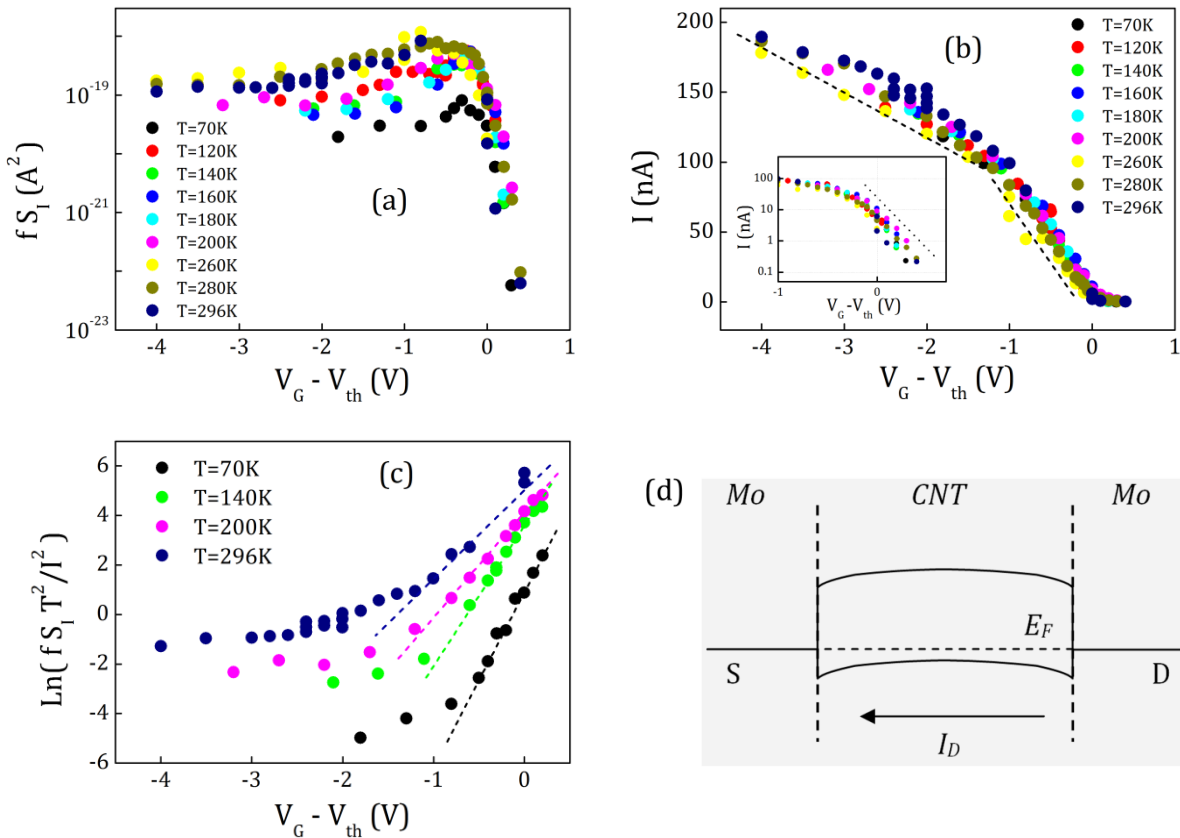 10⁻¹⁹
10⁻²¹
10⁻²³
f S_I (A²)
(a)
T=70K
T=120K
T=140K
T=160K
T=180K
T=200K
T=260K
T=280K
T=296K
-4 -3 -2 -1 0 1
V_G - V_th (V)
200
150
100
50
0
I (nA)
(b)
T=70K
T=120K
T=140K
T=160K
T=180K
T=200K
T=260K
T=280K
T=296K
100
10
1
0.1
I (nA)
-1 0
V_G-V_th (V)
-4 -3 -2 -1 0 1
V_G - V_th (V)
6
4
2
0
-2
-4
-6
Ln( f S_I T²/I²)
T=70K
T=140K
T=200K
T=296K
(c)
-4 -3 -2 -1 0
V_G - V_th (V)
(d)
Mo CNT Mo
E_F
S D
I_D